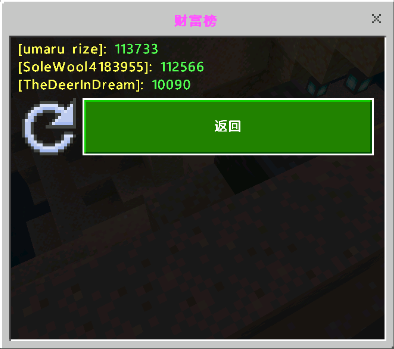 财富榜
[umaru rize]: 113733
[SoleWool4183955]: 112566
[TheDeerInDream]: 10090
返回